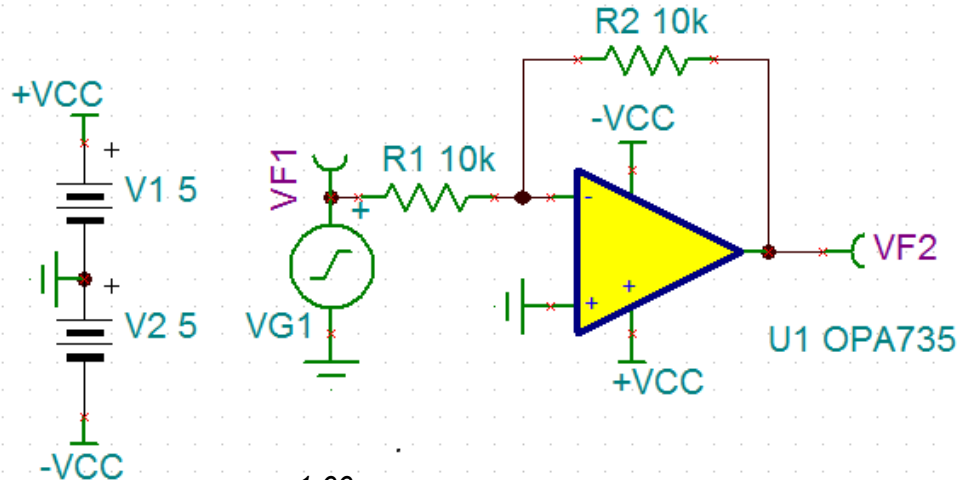 R2 10k
+VCC
+
V1 5
+
V2 5
-VCC
VF1
R1 10k
+
VG1
-VCC
-
+
+
+VCC
VF2
U1 OPA735